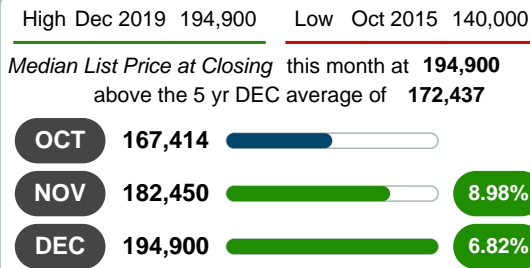 High Dec 2019 194,900 Low Oct 2015 140,000
Median List Price at Closing this month at 194,900
above the 5 yr DEC average of 172,437
OCT 167,414
NOV 182,450 8.98%
DEC 194,900 6.82%